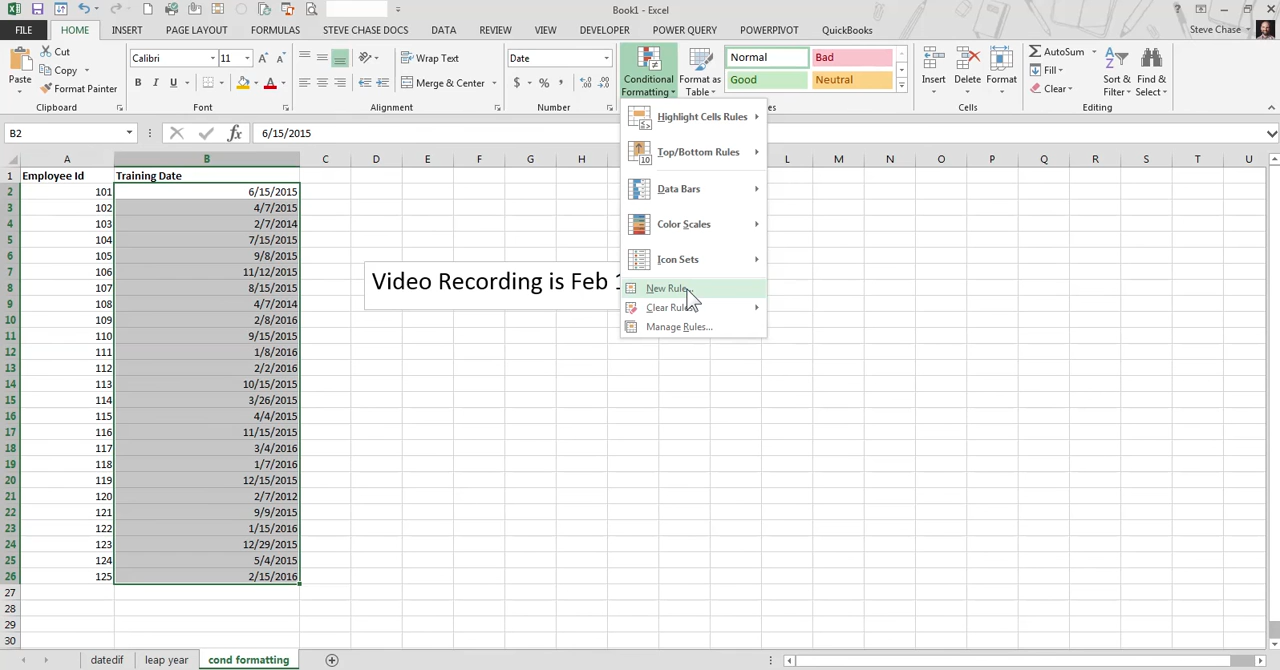 Book1 - Excel
FILE HOME INSERT PAGE LAYOUT FORMULAS STEVE CHASE DOCS DATA REVIEW VIEW DEVELOPER POWER QUERY POWERPIVOT QuickBooks Steve Chase
Paste
Cut
Copy
Format Painter
Calibri 11
B I U
Wrap Text
Merge & Center
Date
$ % ,
Conditional Formatting
Format as Table
Normal Bad
Good Neutral
Insert Delete Format
AutoSum
Fill
Clear
Sort & Filter
Find & Select
Clipboard Font Alignment Number Cells Editing
B2 fx 6/15/2015
A B C D E F G H L M N O P Q R S T U
1 Employee Id Training Date
2 101 6/15/2015
3 102 4/7/2015
4 103 2/7/2014
5 104 7/15/2015
6 105 9/8/2015
7 106 11/12/2015
8 107 8/15/2015
9 108 4/7/2014
10 109 2/8/2016
11 110 9/15/2015
12 111 1/8/2016
13 112 2/2/2016
14 113 10/15/2015
15 114 3/26/2015
16 115 4/4/2015
17 116 11/15/2015
18 117 3/4/2016
19 118 1/7/2016
20 119 12/15/2015
21 120 2/7/2012
22 121 9/9/2015
23 122 1/15/2016
24 123 12/29/2015
25 124 5/4/2015
26 125 2/15/2016
27
28
29
30
Video Recording is Feb
Highlight Cells Rules
Top/Bottom Rules
Data Bars
Color Scales
Icon Sets
New Rule...
Clear Rules
Manage Rules...
datedif leap year cond formatting